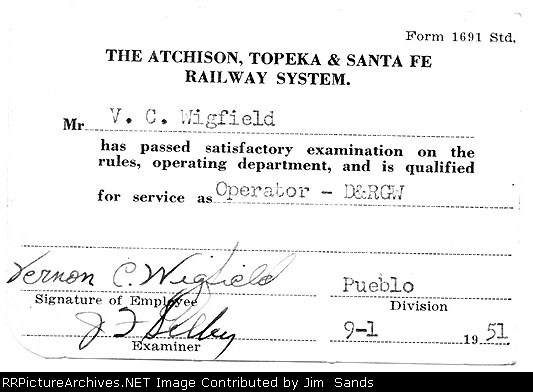 Form 1691 Std.
THE ATCHISON, TOPEKA & SANTA FE
RAILWAY SYSTEM.
Mr V. C. Wigfield
has passed satisfactory examination on the
rules, operating department, and is qualified
for service as Operator - D&RGW
Vernon C. Wigfield Pueblo
Signature of Employee Division
J F 9-1 19 51
Examiner
RailPictureArchives.NET Image Contributed by Jim Sands